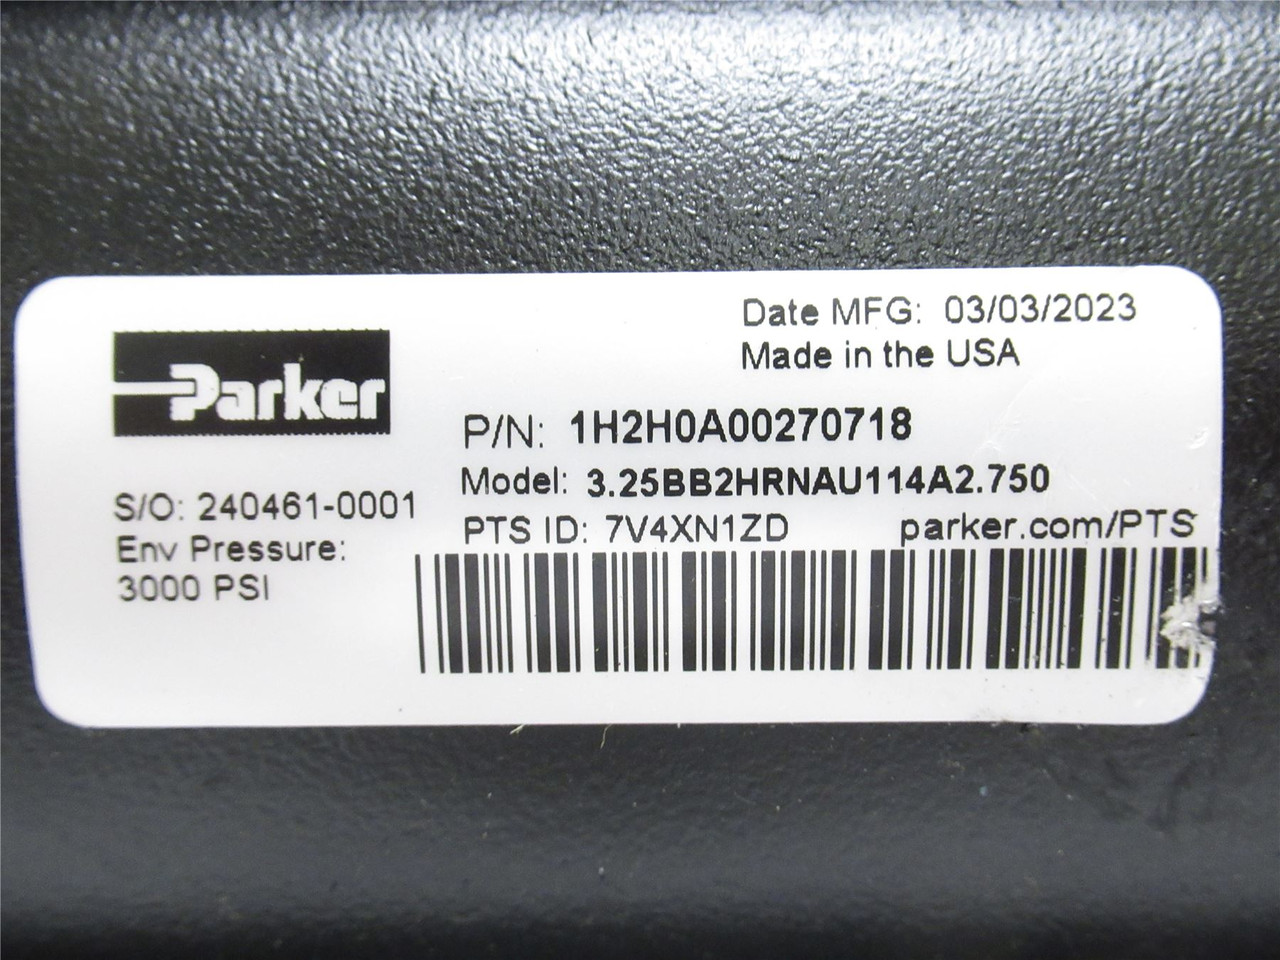 Parker
Date MFG: 03/03/2023
Made in the USA
P/N: 1H2H0A00270718
Model: 3.25BB2HRNAU114A2.750
S/O: 240461-0001
PTS ID: 7V4XN1ZD parker.com/PTS
Env Pressure:
3000 PSI